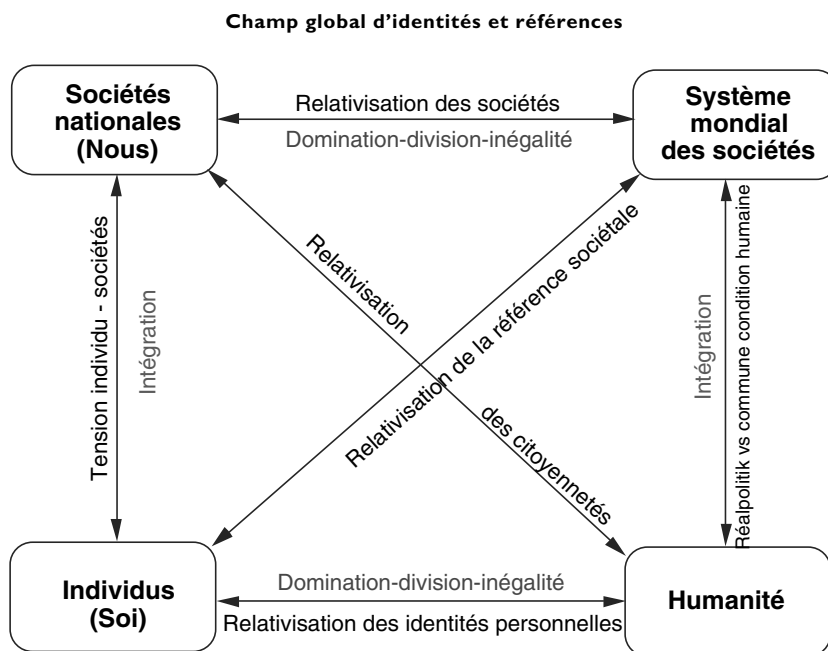 Champ global d’identités et références
Sociétés
nationales
(Nous)
Relativisation des sociétés
Domination-division-inégalité
Système
mondial
des sociétés
Tension individu - sociétés
Intégration
Relativisation
des citoyennetés
Relativisation de la référence sociétale
Intégration
Réalpolitik vs commune condition humaine
Individus
(Soi)
Domination-division-inégalité
Relativisation des identités personnelles
Humanité